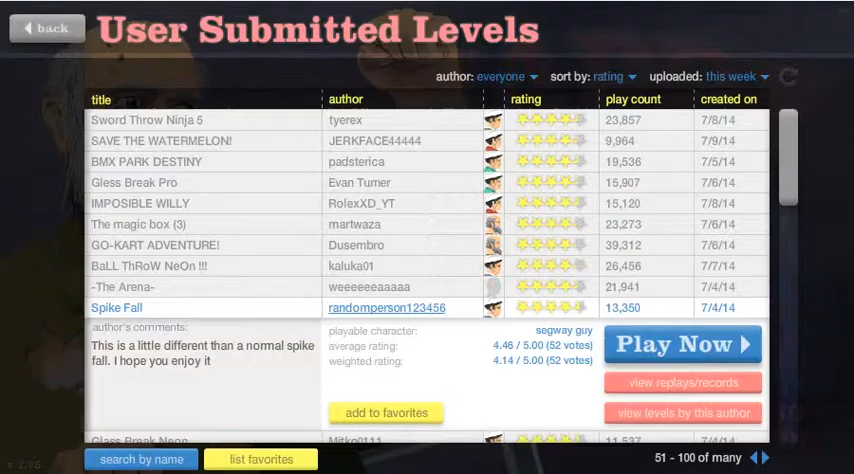 back User Submitted Levels
author: everyone sort by: rating uploaded: this week
title author rating play count created on
Sword Throw Ninja 5 tyerex 23,857 7/8/14
SAVE THE WATERMELON! JERKFACE44444 9,964 7/9/14
BMX PARK DESTINY padsterica 19,536 7/5/14
Gless Break Pro Evan Turner 15,907 7/6/14
IMPOSIBLE WILLY RolexXD_YT 15,120 7/8/14
The magic box (3) martwaza 23,273 7/6/14
GO-KART ADVENTURE! Dusembro 39,312 7/6/14
BaLL ThRoW NeOn !!! kaluka01 26,456 7/7/14
-The Arena- weeeeeeaaaaa 21,941 7/4/14
Spike Fall randomperson123456 13,350 7/4/14
author's comments:
This is a little different than a normal spike
fall. I hope you enjoy it
playable character: segway guy
average rating: 4.46 / 5.00 (52 votes)
weighted rating: 4.14 / 5.00 (52 votes)
Play Now
view replays/records
add to favorites
view levels by this author
Glass Break Neon Mitko0111 11,537 7/4/14
search by name list favorites 51 - 100 of many